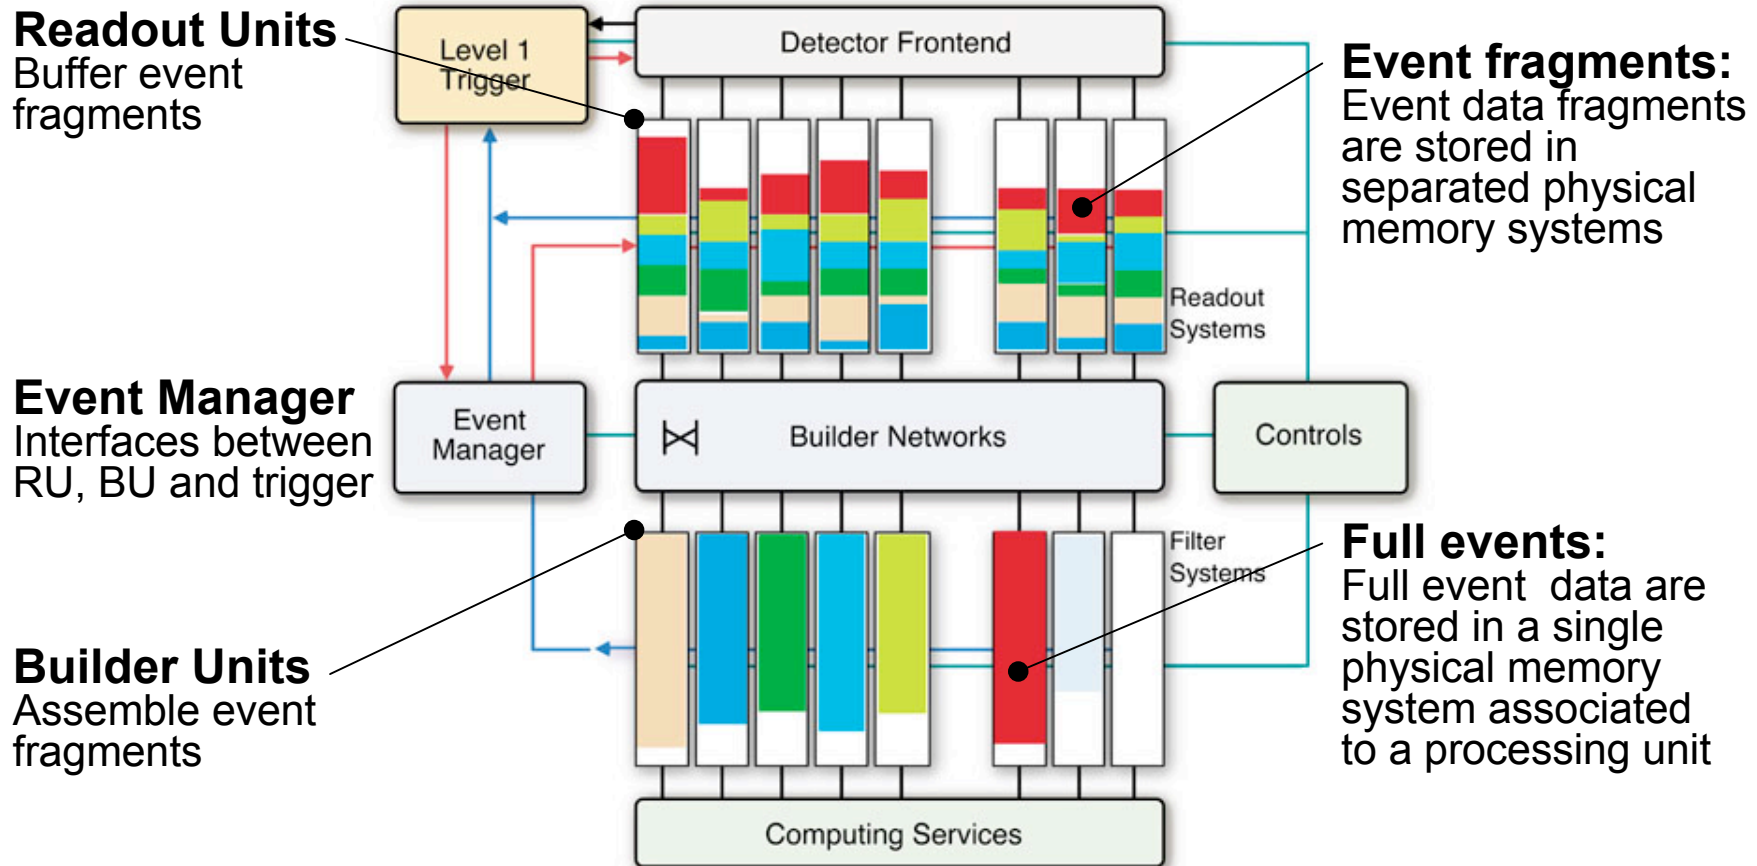 Readout Units
Buffer event
fragments
Level 1
Trigger
Detector Frontend
Event fragments:
Event data fragments
are stored in
separated physical
memory systems
Readout
Systems
Event Manager
Interfaces between
RU, BU and trigger
Event
Manager
Builder Networks
Controls
Filter
Systems
Full events:
Full event  data are
stored in a single
physical memory
system associated
to a processing unit
Builder Units
Assemble event
fragments
Computing Services